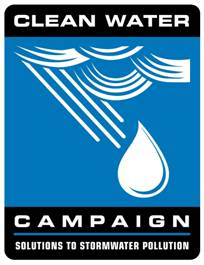 CLEAN WATER
CAMPAIGN
SOLUTIONS TO STORMWATER POLLUTION